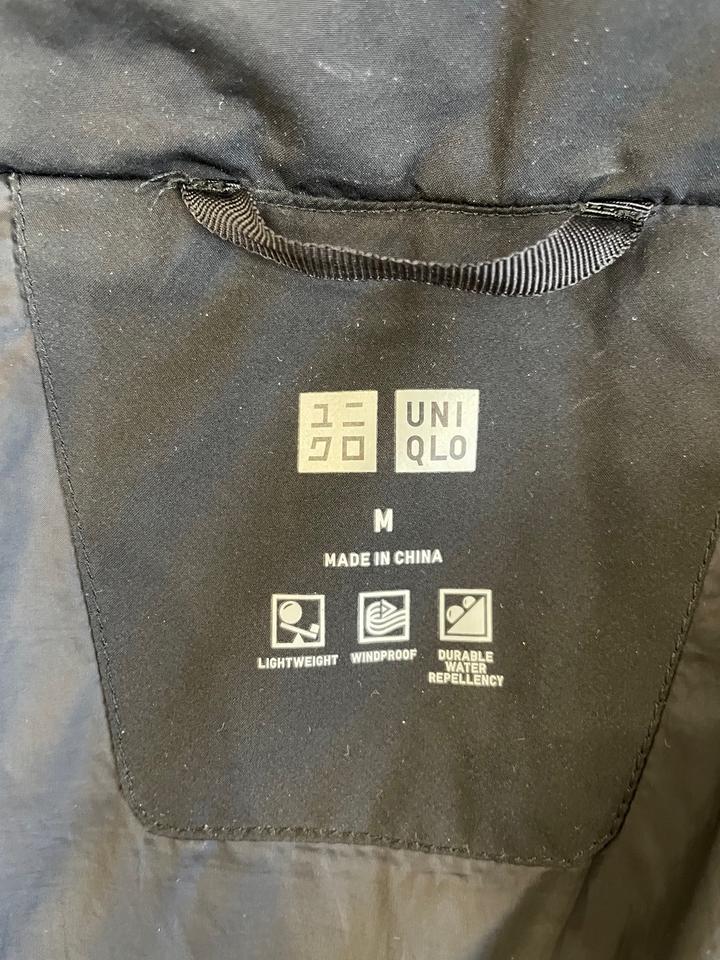 ユニ
クロ
UNI
QLO
M
MADE IN CHINA
LIGHTWEIGHT
WINDPROOF
DURABLE
WATER
REPELLENCY